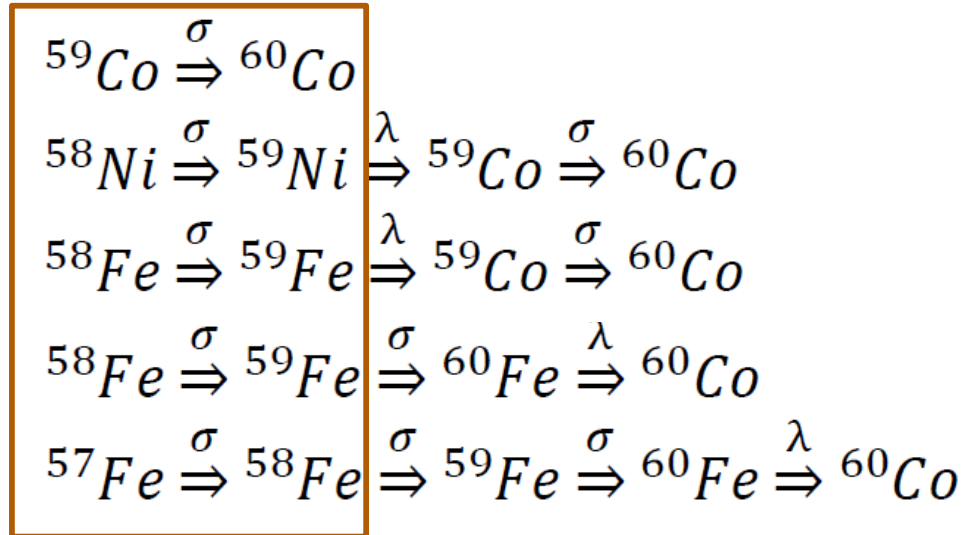 ⁵⁹Co ⇒^σ ⁶⁰Co
⁵⁸Ni ⇒^σ ⁵⁹Ni ⇒^λ ⁵⁹Co ⇒^σ ⁶⁰Co
⁵⁸Fe ⇒^σ ⁵⁹Fe ⇒^λ ⁵⁹Co ⇒^σ ⁶⁰Co
⁵⁸Fe ⇒^σ ⁵⁹Fe ⇒^σ ⁶⁰Fe ⇒^λ ⁶⁰Co
⁵⁷Fe ⇒^σ ⁵⁸Fe ⇒^σ ⁵⁹Fe ⇒^σ ⁶⁰Fe ⇒^λ ⁶⁰Co